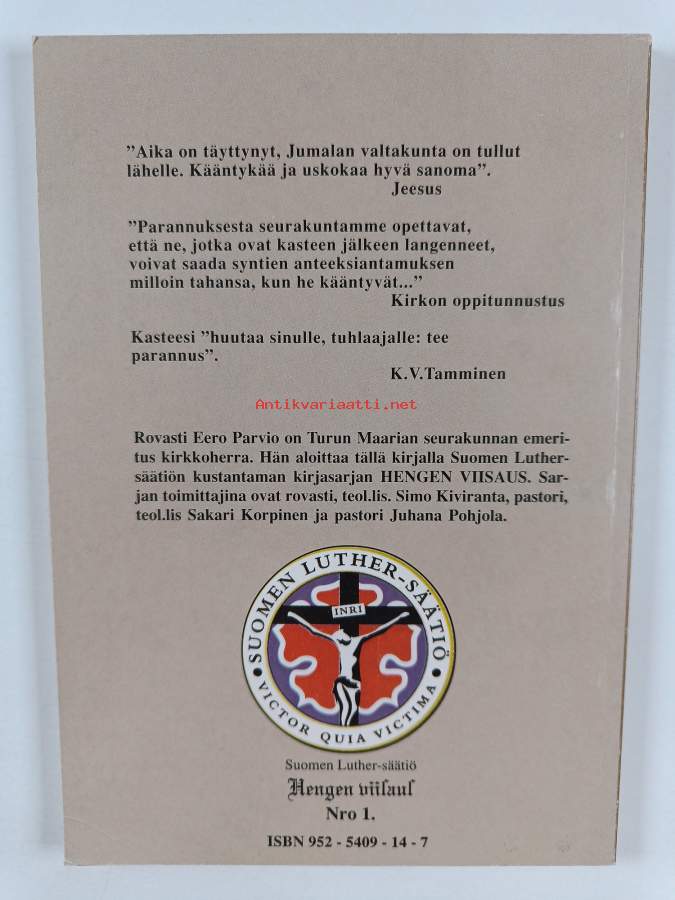 ”Aika on täyttynyt, Jumalan valtakunta on tullut
lähelle. Kääntykää ja uskokaa hyvä sanoma”.
Jeesus
”Parannuksesta seurakuntamme opettavat,
että ne, jotka ovat kasteen jälkeen langenneet,
voivat saada syntien anteeksiantamuksen
milloin tahansa, kun he kääntyvät...”
Kirkon oppitunnustus
Kasteesi ”huutaa sinulle, tuhlaajalle: tee
parannus”.
K.V.Tamminen
Antikvariaatti.net
Rovasti Eero Parvio on Turun Maarian seurakunnan emeri-
tus kirkkoherra. Hän aloittaa tällä kirjalla Suomen Luther-
säätiön kustantaman kirjasarjan HENGEN VIISAUS. Sar-
jan toimittajina ovat rovasti, teol.lis. Simo Kiviranta, pastori,
teol.lis Sakari Korpinen ja pastori Juhana Pohjola.
SUOMEN LUTHER-SÄÄTIÖ
INRI
• VICTOR QUIA VICTIMA •
Suomen Luther-säätiö
Hengen viiſauſ
Nro 1.
ISBN 952 - 5409 - 14 - 7